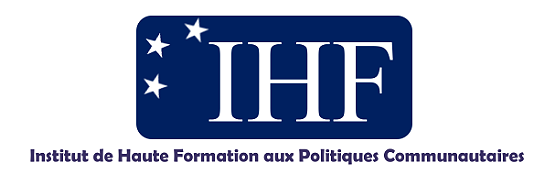 IHF
Institut de Haute Formation aux Politiques Communautaires